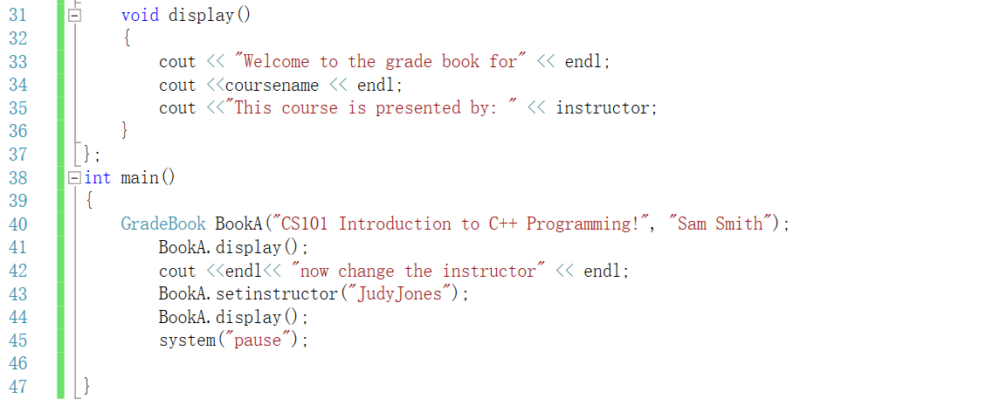 31 void display()
32 {
33 cout << "Welcome to the grade book for" << endl;
34 cout <<coursename << endl;
35 cout <<"This course is presented by: " << instructor;
36 }
37 };
38 int main()
39 {
40 GradeBook BookA("CS101 Introduction to C++ Programming!", "Sam Smith");
41 BookA.display();
42 cout <<endl<< "now change the instructor" << endl;
43 BookA.setinstructor("JudyJones");
44 BookA.display();
45 system("pause");
46
47 }